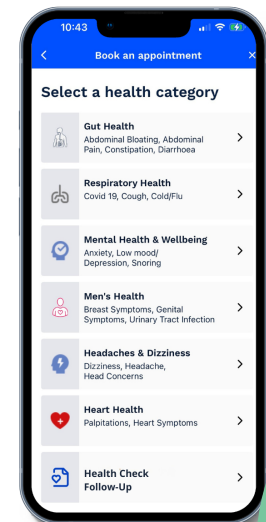 10:43
Book an appointment
Select a health category
Gut Health
Abdominal Bloating, Abdominal
Pain, Constipation, Diarrhoea
Respiratory Health
Covid 19, Cough, Cold/Flu
Mental Health & Wellbeing
Anxiety, Low mood/
Depression, Snoring
Men's Health
Breast Symptoms, Genital
Symptoms, Urinary Tract Infection
Headaches & Dizziness
Dizziness, Headache,
Head Concerns
Heart Health
Palpitations, Heart Symptoms
Health Check
Follow-Up